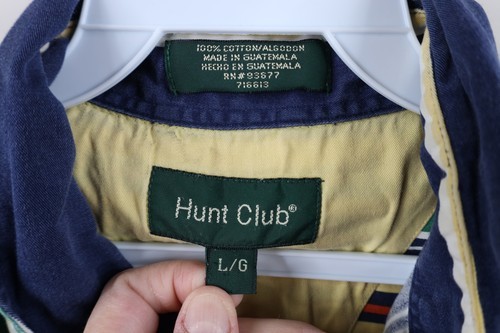 100% COTTON/ALGODON
MADE IN GUATEMALA
HECHO EN GUATEMALA
RN#93677
716613
Hunt Club®
L/G